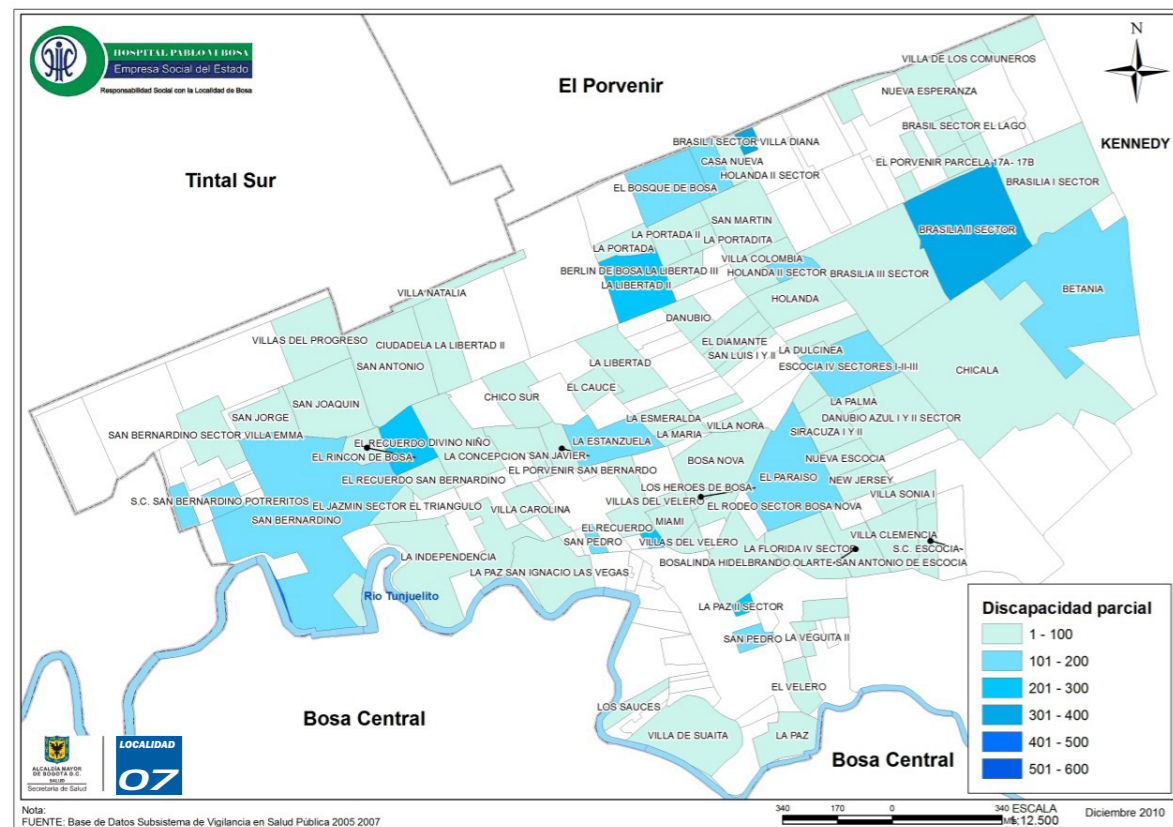 HOSPITAL PABLO VI BOSA
Empresa Social del Estado
Responsabilidad Social con la Localidad de Bosa
N
El Porvenir
Tintal Sur
KENNEDY
VILLA DE LOS COMUNEROS
NUEVA ESPERANZA
BRASIL SECTOR EL LAGO
BRASIL I SECTOR VILLA DIANA
CASA NUEVA
HOLANDA II SECTOR
EL PORVENIR PARCELA 17A- 17B
BRASILIA I SECTOR
EL BOSQUE DE BOSA
SAN MARTIN
LA PORTADA II
LA PORTADITA
LA PORTADA
BRASILIA II SECTOR
VILLA COLOMBIA
BERLIN DE BOSA LA LIBERTAD III
HOLANDA II SECTOR
BRASILIA III SECTOR
LA LIBERTAD II
BETANIA
VILLA NATALIA
HOLANDA
DANUBIO
VILLAS DEL PROGRESO
CIUDADELA LA LIBERTAD II
EL DIAMANTE
SAN LUIS I Y II
LA DULCINEA
SAN ANTONIO
LA LIBERTAD
ESCOCIA IV SECTORES I-II-III
CHICALA
EL CAUCE
CHICO SUR
SAN JOAQUIN
LA PALMA
SAN JORGE
LA ESMERALDA
DANUBIO AZUL I Y II SECTOR
VILLA NORA
SAN BERNARDINO SECTOR VILLA EMMA
LA MARIA
SIRACUZA I Y II
EL RECUERDO DIVINO NIÑO
LA ESTANZUELA
EL RINCON DE BOSA
LA CONCEPCION SAN JAVIER
BOSA NOVA
NUEVA ESCOCIA
EL PORVENIR SAN BERNARDO
EL RECUERDO SAN BERNARDINO
EL PARAISO
NEW JERSEY
LOS HEROES DE BOSA
VILLA SONIA I
S.C. SAN BERNARDINO POTRERITOS
EL JAZMIN SECTOR EL TRIANGULO
VILLA CAROLINA
VILLAS DEL VELERO
EL RODEO SECTOR BOSA NOVA
SAN BERNARDINO
EL RECUERDO
MIAMI
SAN PEDRO
VILLAS DEL VELERO
VILLA CLEMENCIA
LA FLORIDA IV SECTOR
S.C. ESCOCIA
LA INDEPENDENCIA
BOSALINDA HIDELBRANDO OLARTE
SAN ANTONIO DE ESCOCIA
LA PAZ SAN IGNACIO LAS VEGAS
Rio Tunjuelito
LA PAZ II SECTOR
SAN PEDRO
LA VEGUITA II
EL VELERO
LOS SAUCES
VILLA DE SUAITA
LA PAZ
Bosa Central
Bosa Central
Discapacidad parcial
1 - 100
101 - 200
201 - 300
301 - 400
401 - 500
501 - 600
ALCALDÍA MAYOR
DE BOGOTÁ D.C.
SALUD
Secretaría de Salud
LOCALIDAD
07
Nota:
FUENTE: Base de Datos Subsistema de Vigilancia en Salud Pública 2005 2007
340 170 0 340
ESCALA
1:12.500
Diciembre 2010